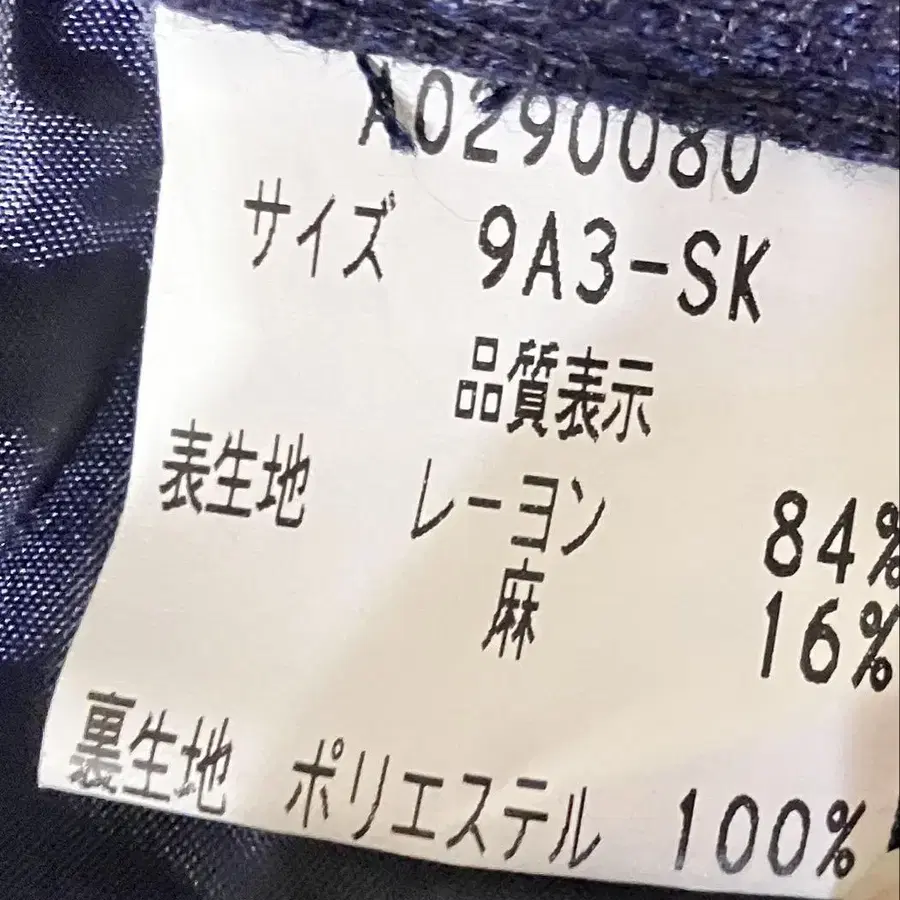 A0290080
サイズ 9A3-SK
品質表示
表生地 レーヨン 84%
麻 16%
裏生地 ポリエステル 100%